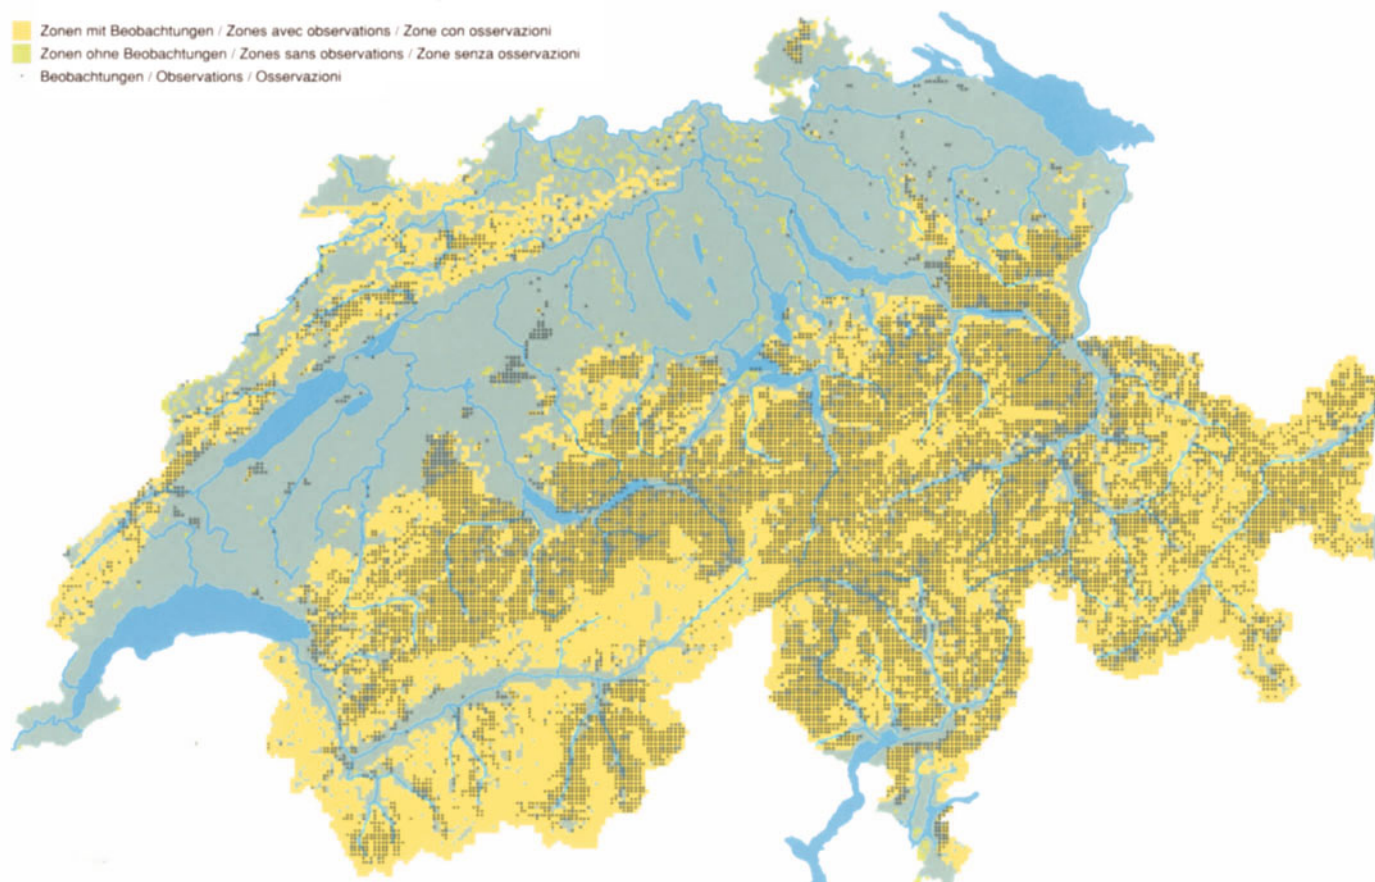 Zonen mit Beobachtungen / Zones avec observations / Zone con osservazioni
Zonen ohne Beobachtungen / Zones sans observations / Zone senza osservazioni
Beobachtungen / Observations / Osservazioni